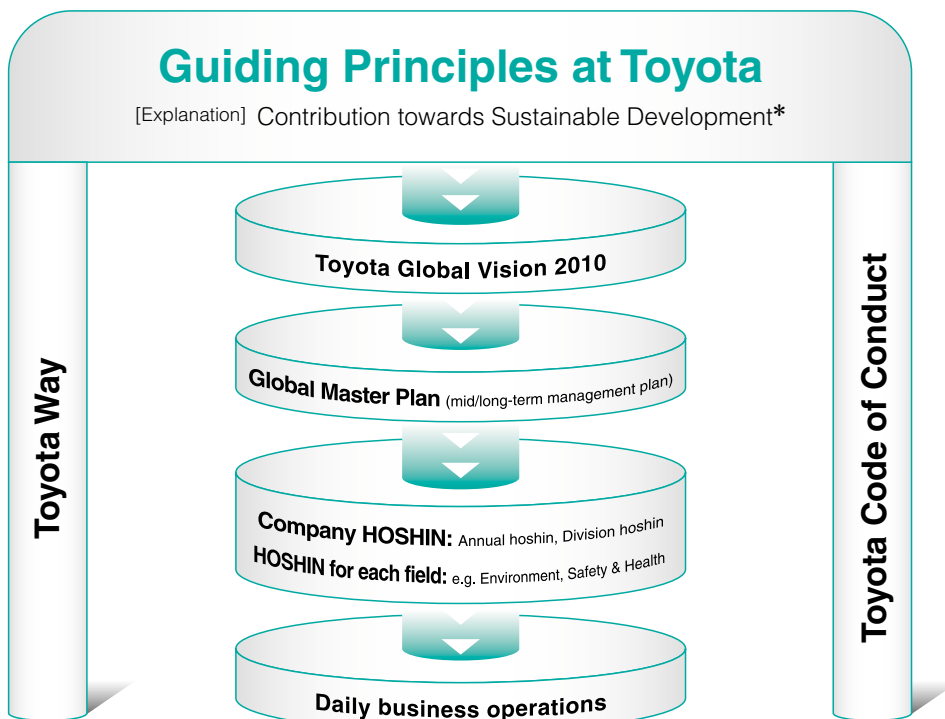 Guiding Principles at Toyota
[Explanation] Contribution towards Sustainable Development*
Toyota Way
Toyota Global Vision 2010
Global Master Plan (mid/long-term management plan)
Company HOSHIN: Annual hoshin, Division hoshin
HOSHIN for each field: e.g. Environment, Safety & Health
Daily business operations
Toyota Code of Conduct